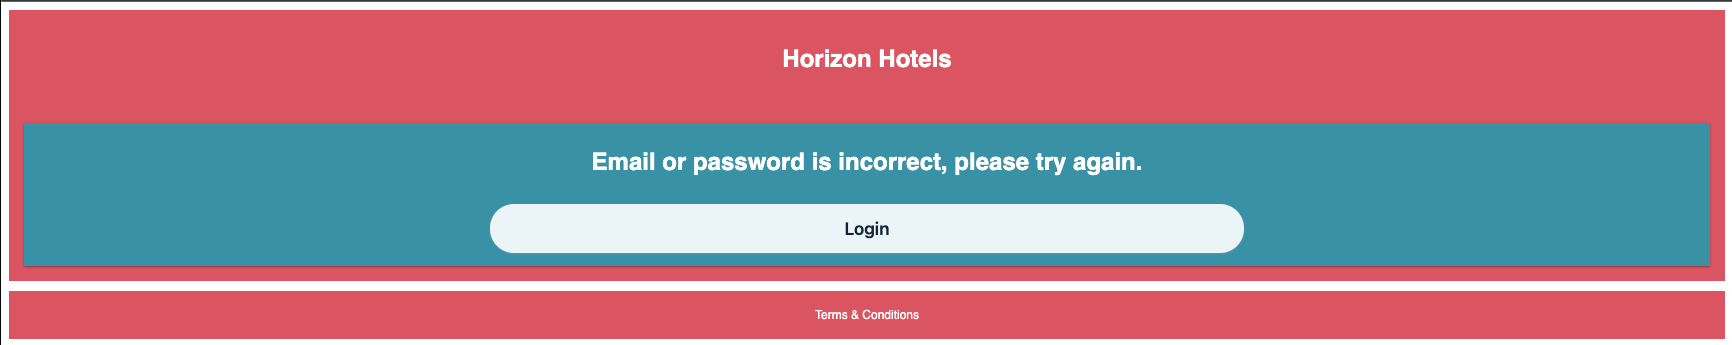 Horizon Hotels
Email or password is incorrect, please try again.
Login
Terms & Conditions